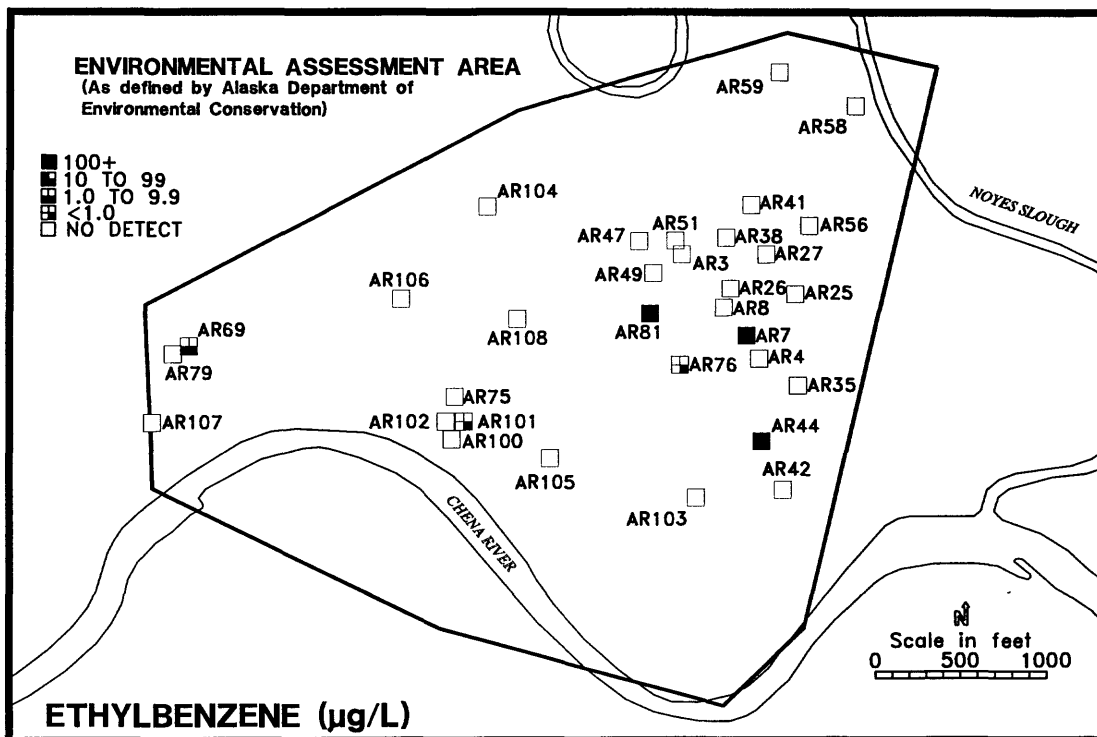 ENVIRONMENTAL ASSESSMENT AREA
(As defined by Alaska Department of
Environmental Conservation)
100+
10 TO 99
1.0 TO 9.9
<1.0
NO DETECT
AR59
AR58
NOYES SLOUGH
AR104
AR41
AR56
AR51
AR47
AR38
AR3
AR27
AR49
AR106
AR26
AR25
AR8
AR108
AR81
AR7
AR69
AR79
AR76
AR4
AR35
AR75
AR107
AR102
AR101
AR100
AR44
AR105
AR42
AR103
CHENA RIVER
N
Scale in feet
0 500 1000
ETHYLBENZENE (µg/L)